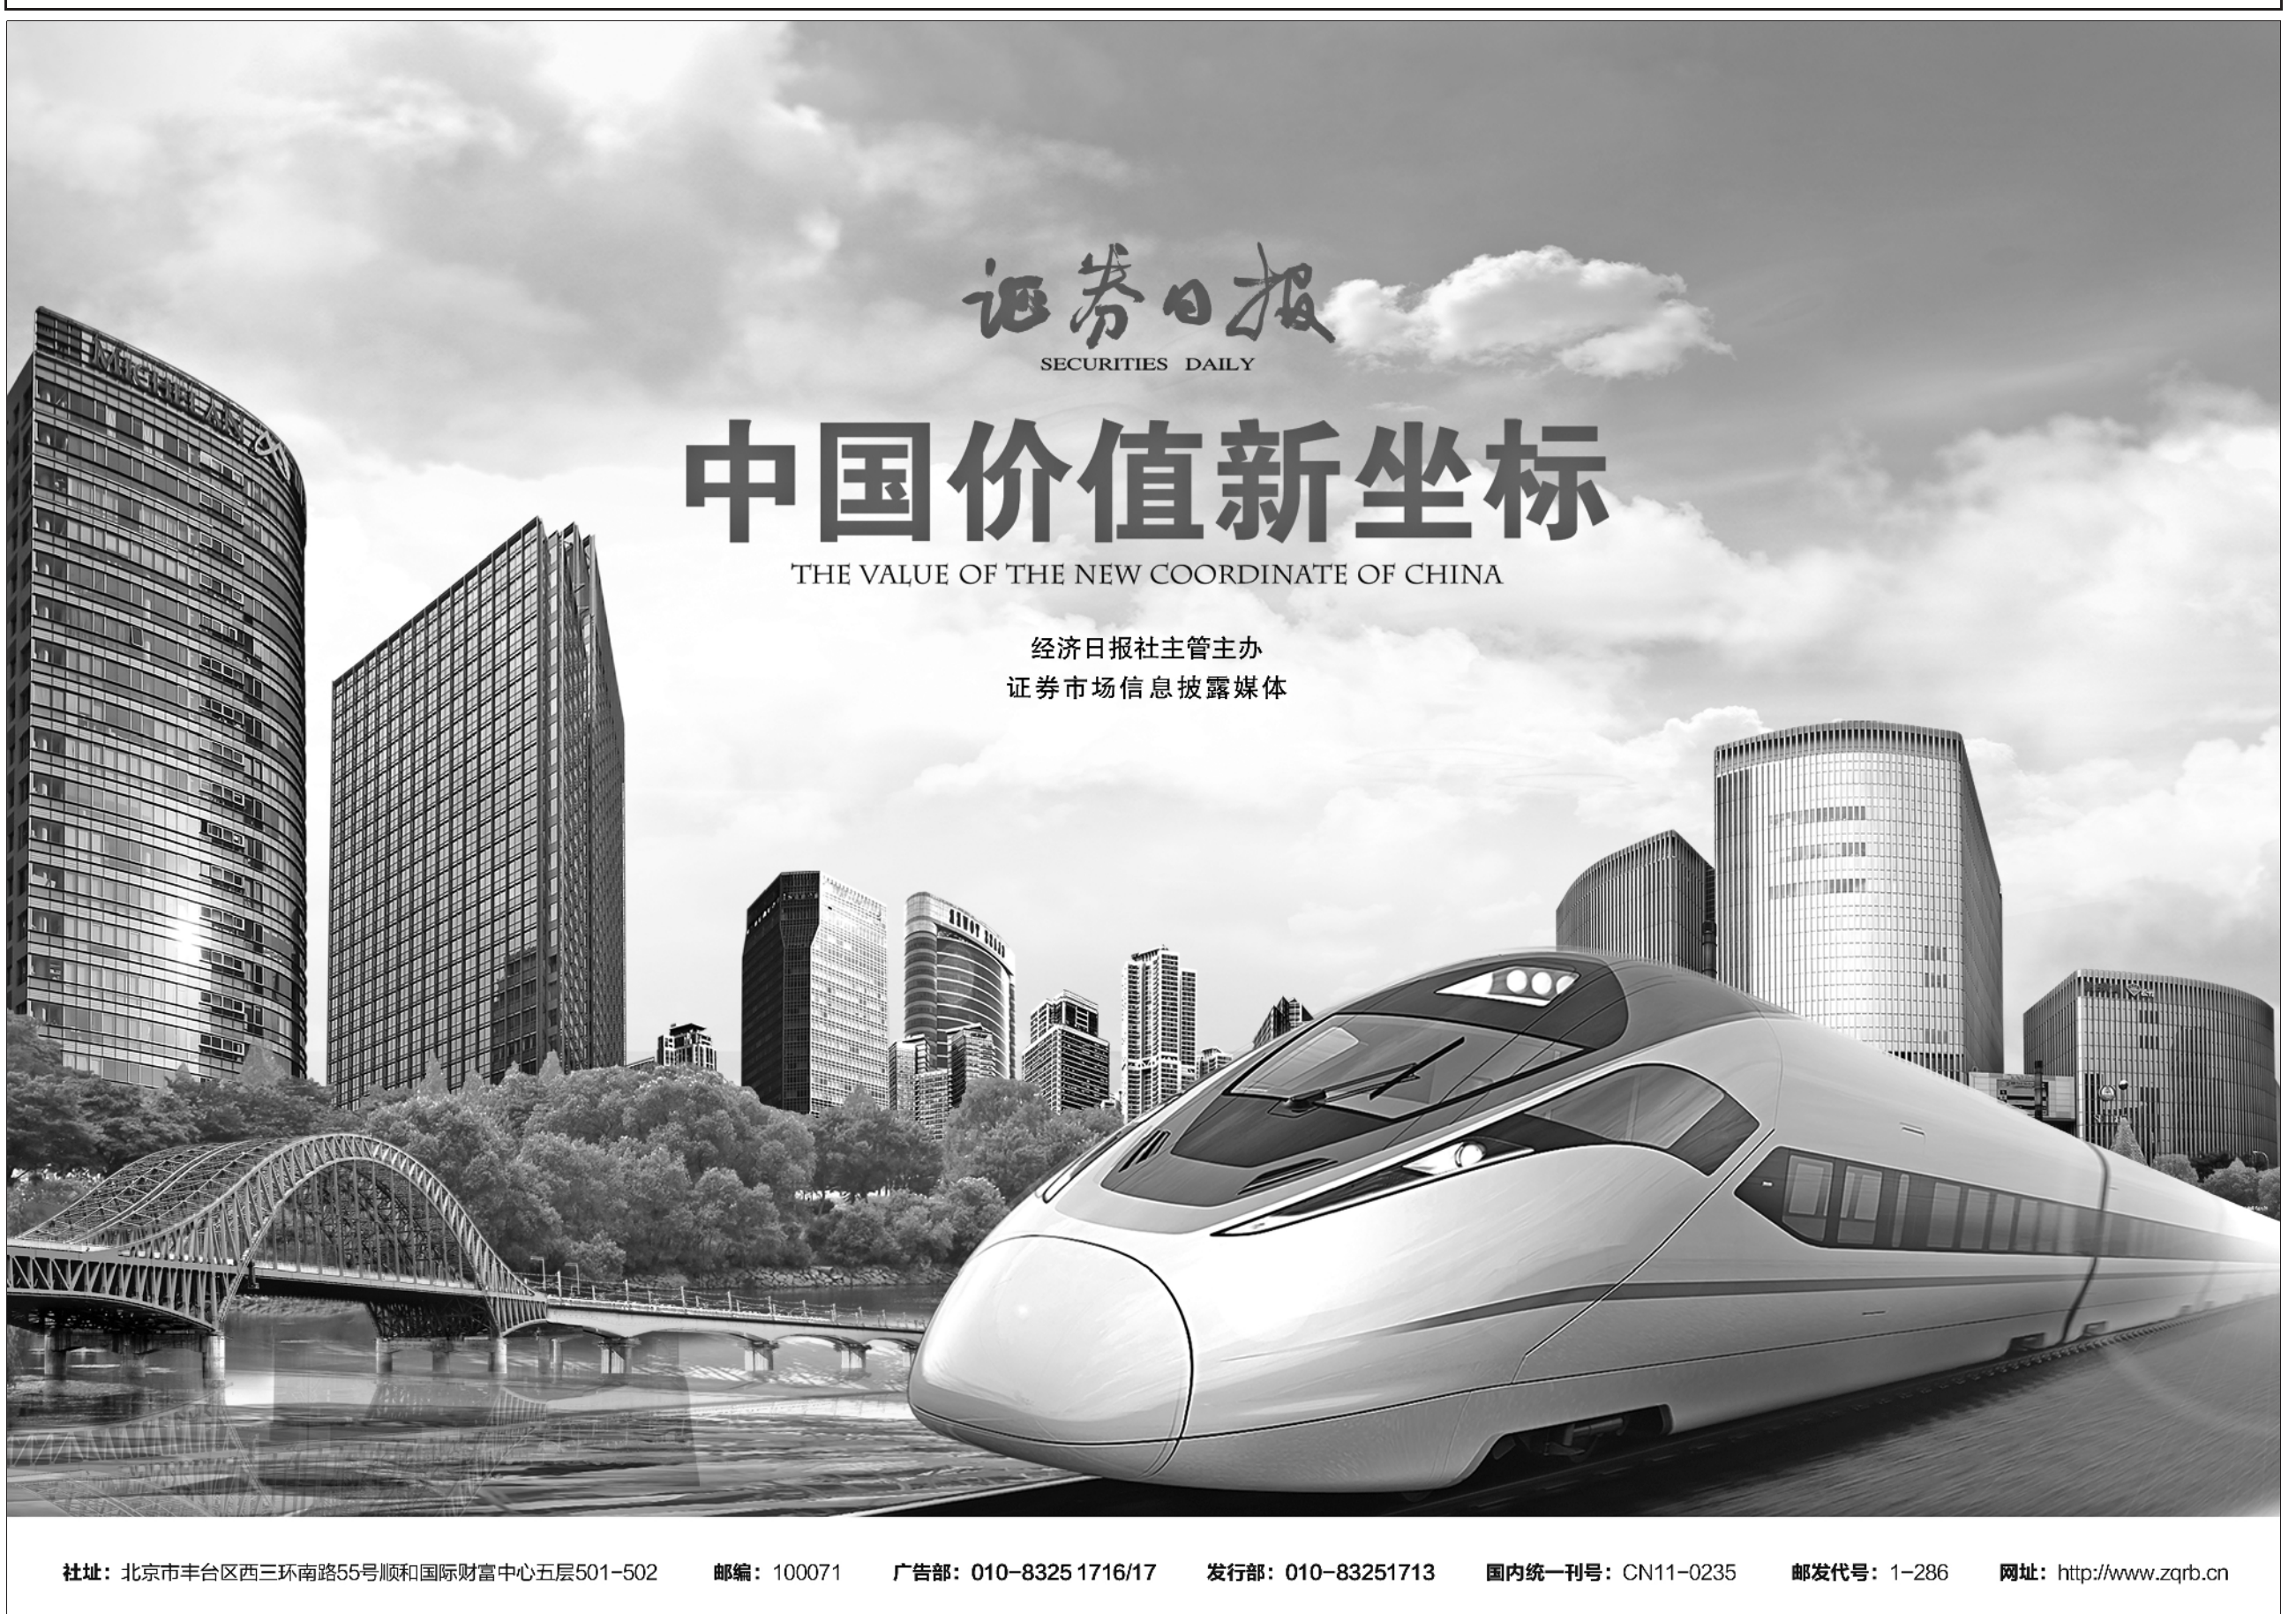 证券日报
SECURITIES DAILY
中国价值新坐标
THE VALUE OF THE NEW COORDINATE OF CHINA
经济日报社主管主办
证券市场信息披露媒体
MICHELAN
社址：北京市丰台区西三环南路55号顺和国际财富中心五层501-502 邮编：100071 广告部：010-8325 1716/17 发行部：010-83251713 国内统一刊号：CN11-0235 邮发代号：1-286 网址：http://www.zqrb.cn